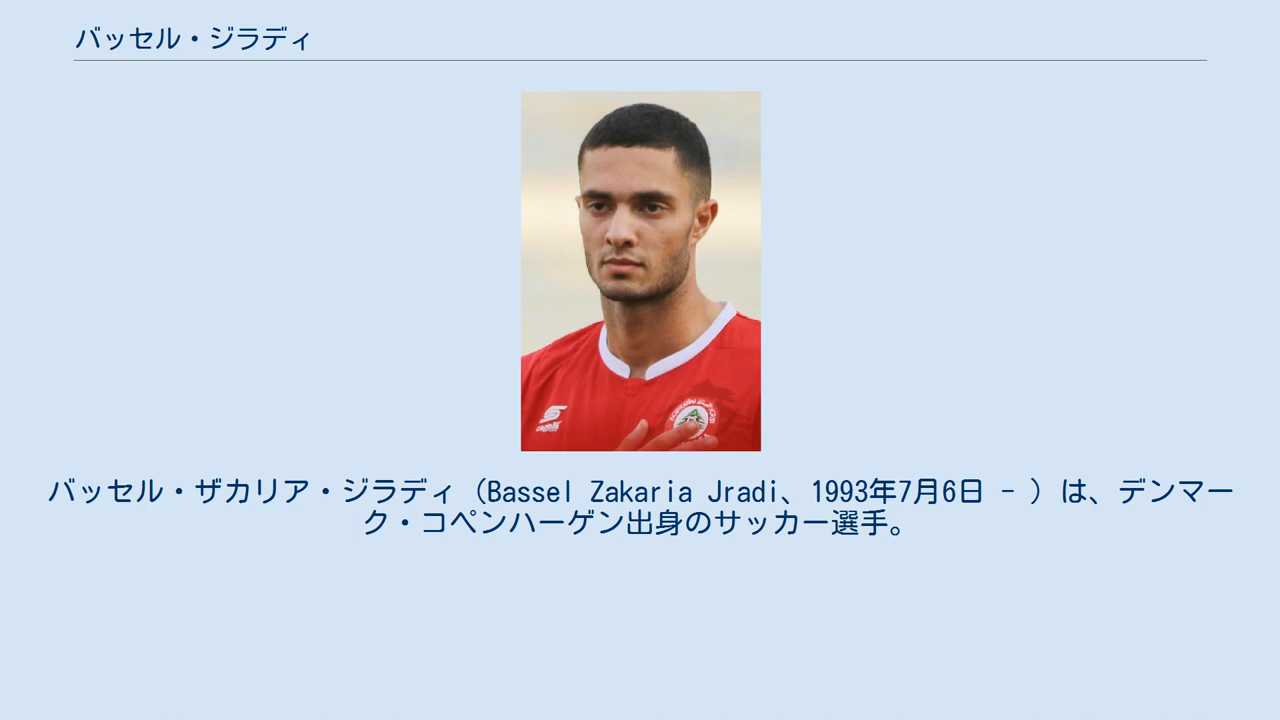 バッセル・ジラディ
バッセル・ザカリア・ジラディ（Bassel Zakaria Jradi、1993年7月6日 - ）は、デンマー
ク・コペンハーゲン出身のサッカー選手。